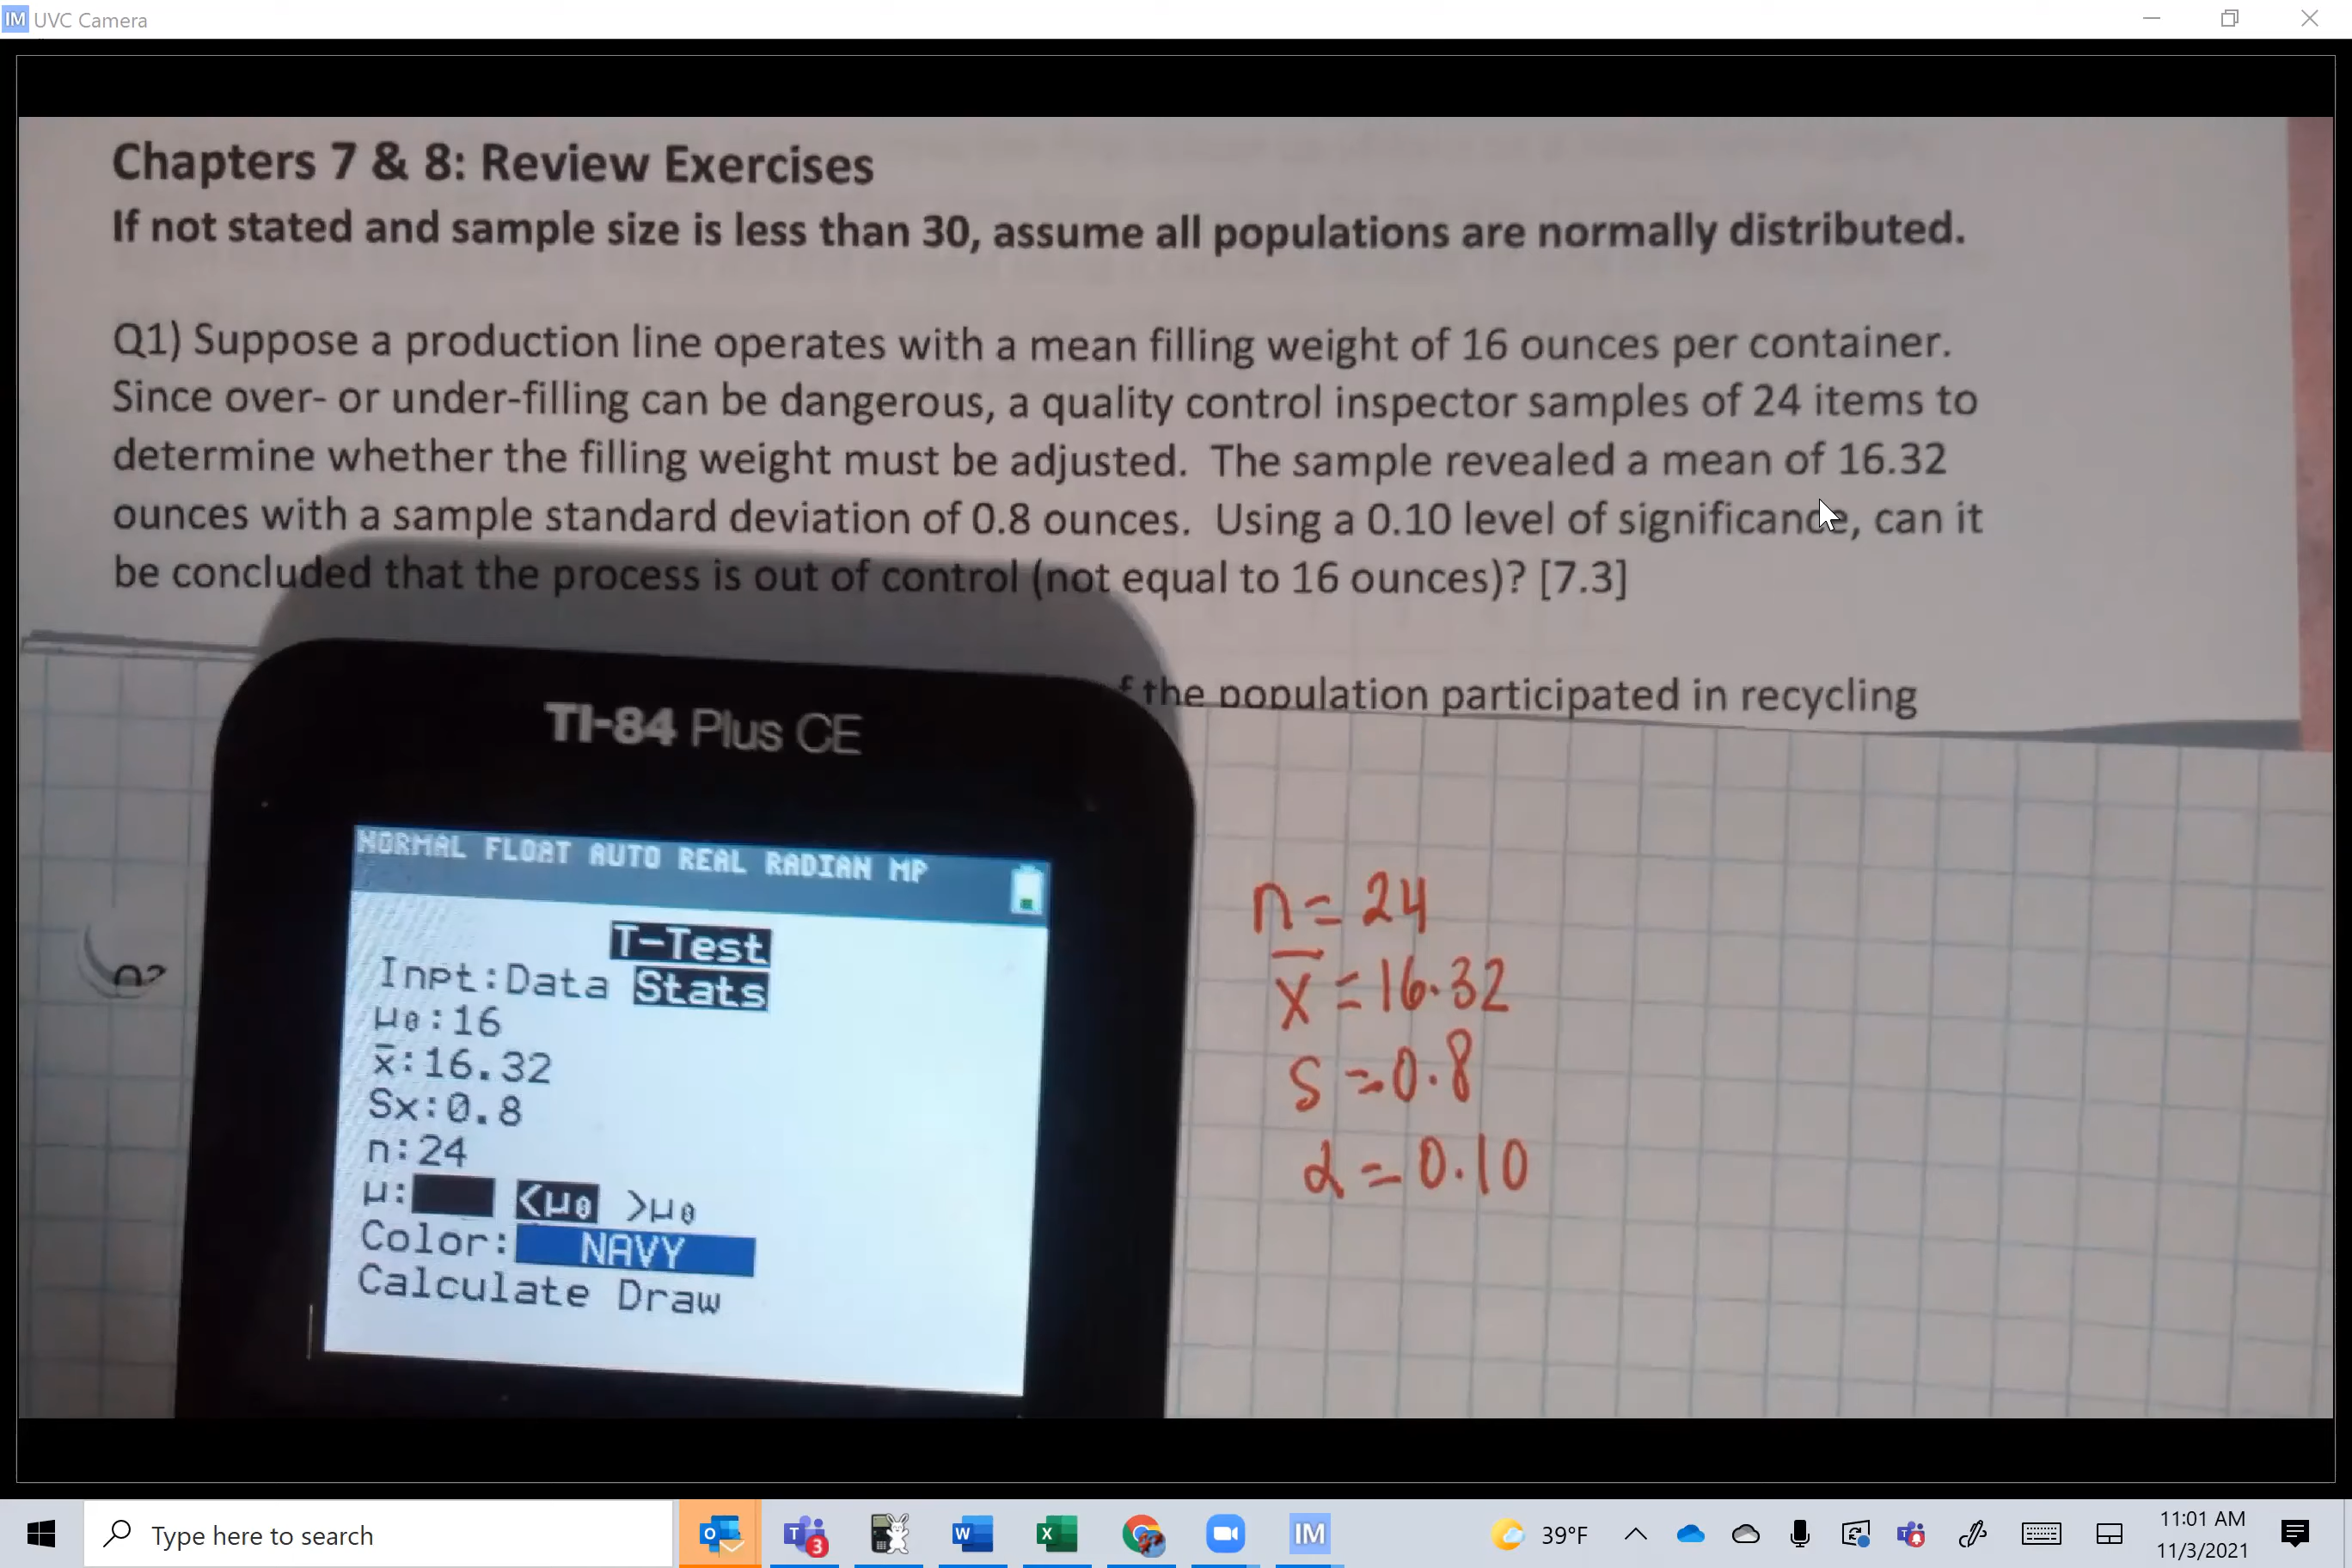 IM UVC Camera
Chapters 7 & 8: Review Exercises
If not stated and sample size is less than 30, assume all populations are normally distributed.
Q1) Suppose a production line operates with a mean filling weight of 16 ounces per container.
Since over- or under-filling can be dangerous, a quality control inspector samples of 24 items to
determine whether the filling weight must be adjusted. The sample revealed a mean of 16.32
ounces with a sample standard deviation of 0.8 ounces. Using a 0.10 level of significance, can it
be concluded that the process is out of control (not equal to 16 ounces)? [7.3]
the population participated in recycling
TI-84 Plus CE
NORMAL FLOAT AUTO REAL RADIAN MP
T-Test
Inpt:Data Stats
μ₀:16
x̄:16.32
Sx:0.8
n:24
μ: <μ₀ >μ₀
Color: NAVY
Calculate Draw
n = 24
x̄ = 16.32
s = 0.8
α = 0.10
Type here to search
3
IM
39°F
11:01 AM
11/3/2021